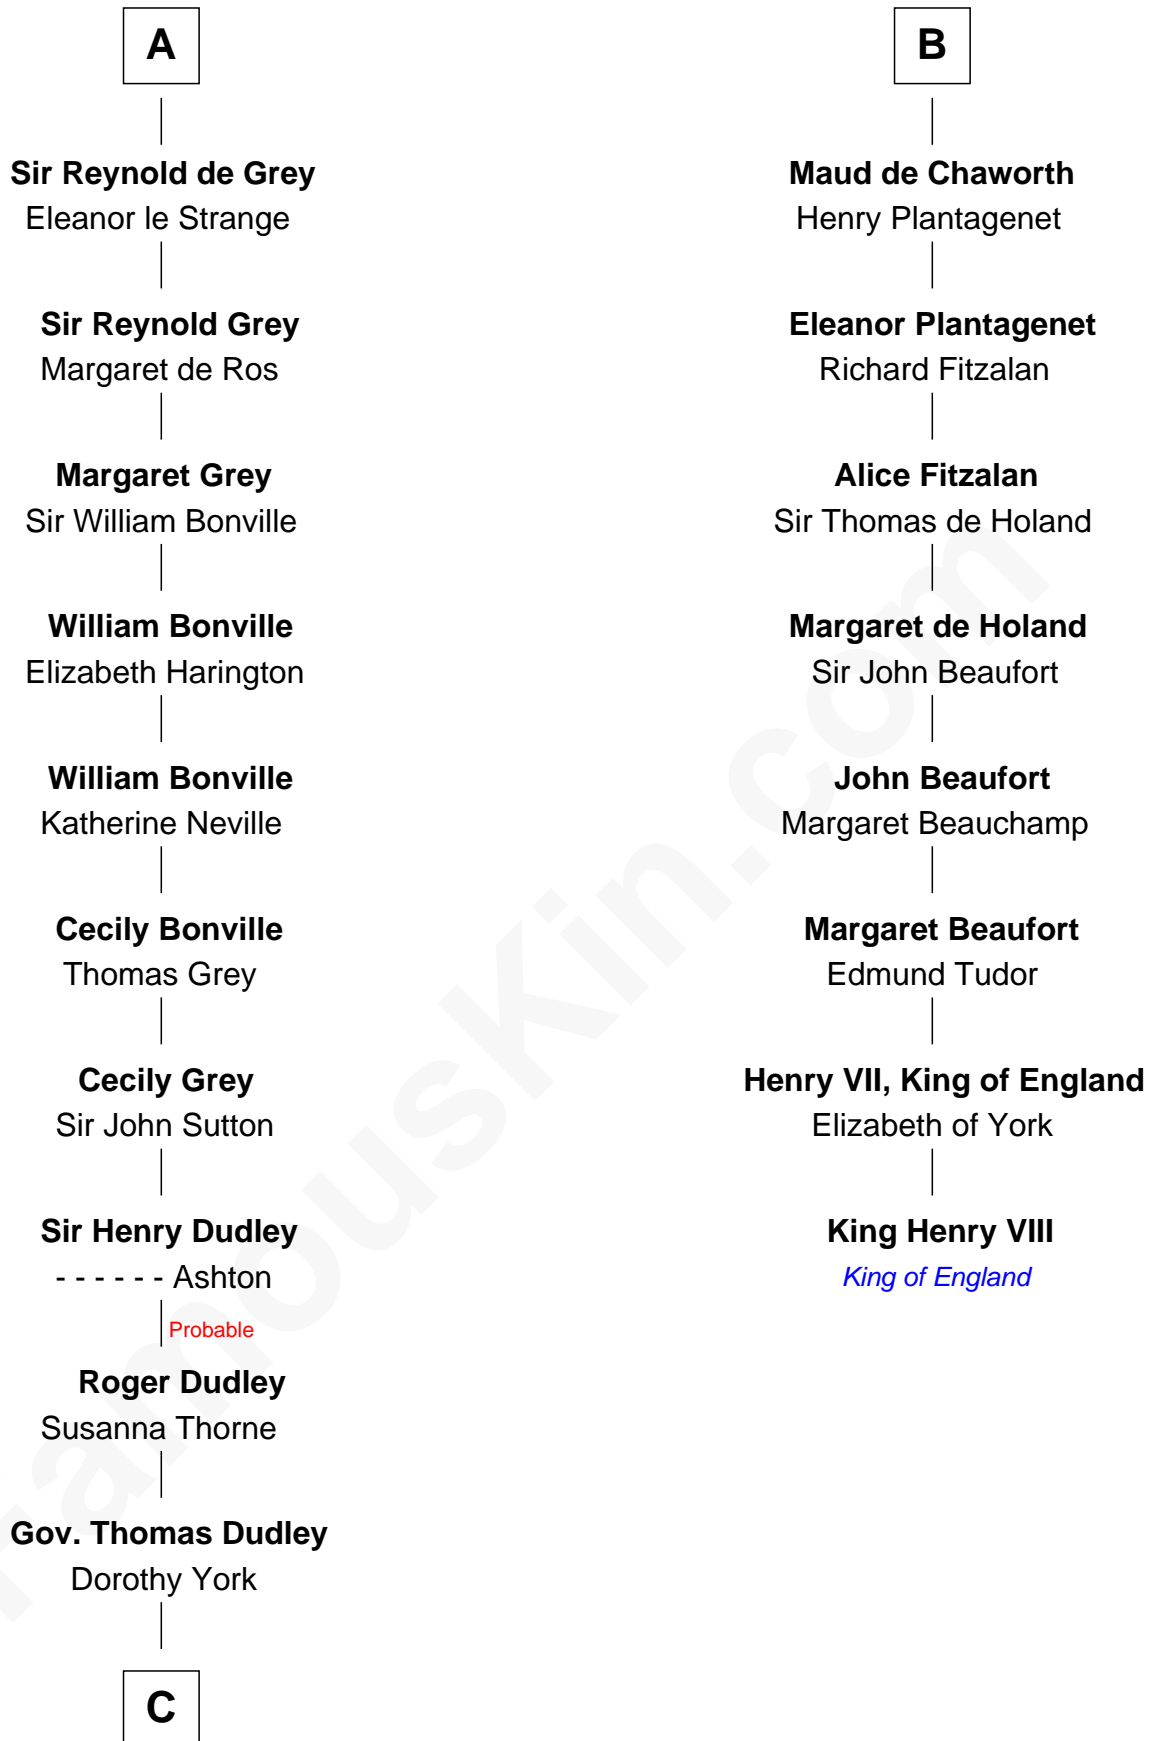 A
Sir Reynold de Grey
Eleanor le Strange
Sir Reynold Grey
Margaret de Ros
Margaret Grey
Sir William Bonville
William Bonville
Elizabeth Harington
William Bonville
Katherine Neville
Cecily Bonville
Thomas Grey
Cecily Grey
Sir John Sutton
Sir Henry Dudley
- - - - - - Ashton
Probable
Roger Dudley
Susanna Thorne
Gov. Thomas Dudley
Dorothy York
C
B
Maud de Chaworth
Henry Plantagenet
Eleanor Plantagenet
Richard Fitzalan
Alice Fitzalan
Sir Thomas de Holand
Margaret de Holand
Sir John Beaufort
John Beaufort
Margaret Beauchamp
Margaret Beaufort
Edmund Tudor
Henry VII, King of England
Elizabeth of York
King Henry VIII
King of England
FamousKin.com